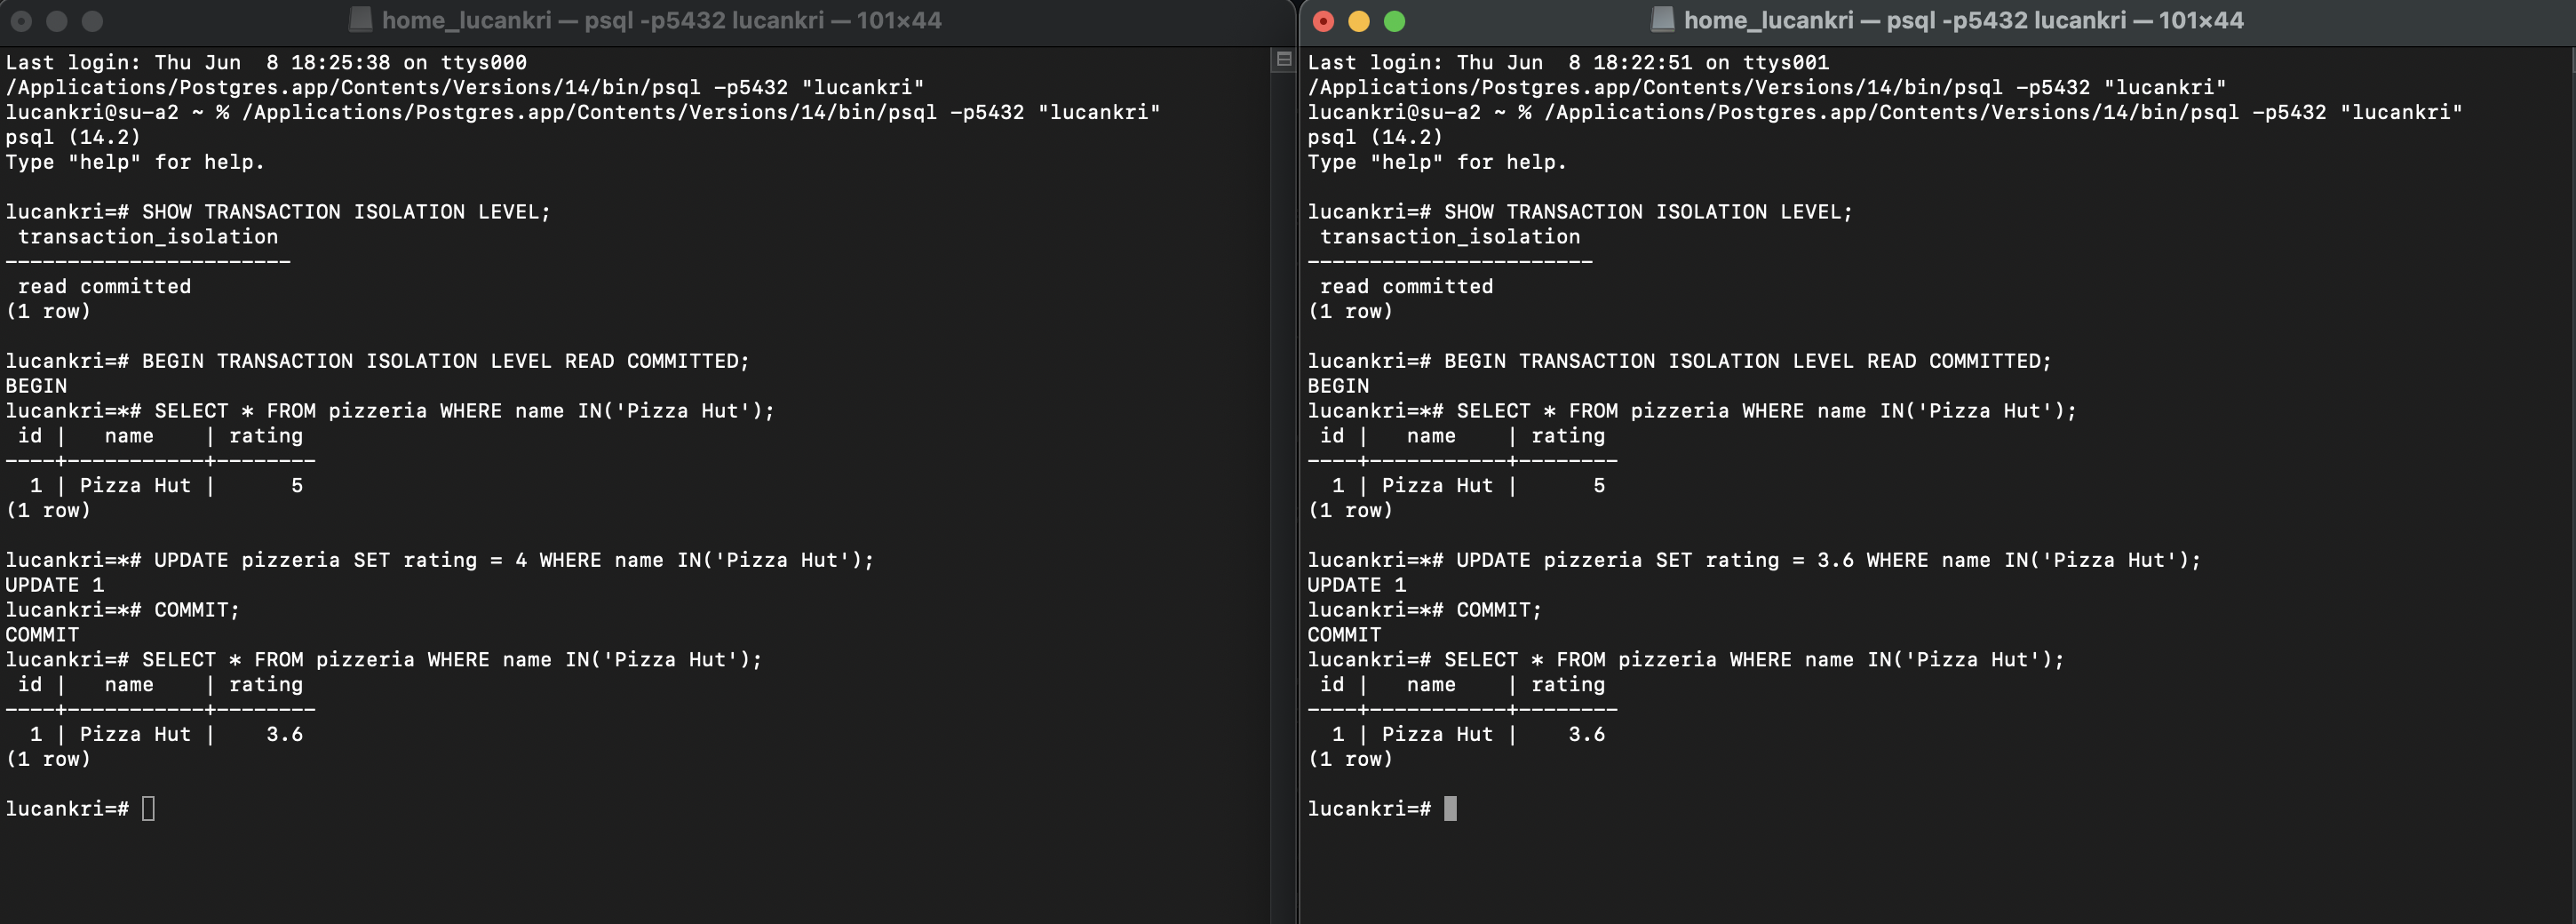 home_lucankri — psql -p5432 lucankri — 101×44
Last login: Thu Jun  8 18:25:38 on ttys000
/Applications/Postgres.app/Contents/Versions/14/bin/psql -p5432 "lucankri"
lucankri@su-a2 ~ % /Applications/Postgres.app/Contents/Versions/14/bin/psql -p5432 "lucankri"
psql (14.2)
Type "help" for help.

lucankri=# SHOW TRANSACTION ISOLATION LEVEL;
 transaction_isolation
-----------------------
 read committed
(1 row)

lucankri=# BEGIN TRANSACTION ISOLATION LEVEL READ COMMITTED;
BEGIN
lucankri=*# SELECT * FROM pizzeria WHERE name IN('Pizza Hut');
 id |   name    | rating
----+-----------+--------
  1 | Pizza Hut |      5
(1 row)

lucankri=*# UPDATE pizzeria SET rating = 4 WHERE name IN('Pizza Hut');
UPDATE 1
lucankri=*# COMMIT;
COMMIT
lucankri=# SELECT * FROM pizzeria WHERE name IN('Pizza Hut');
 id |   name    | rating
----+-----------+--------
  1 | Pizza Hut |    3.6
(1 row)

lucankri=#
home_lucankri — psql -p5432 lucankri — 101×44
Last login: Thu Jun  8 18:22:51 on ttys001
/Applications/Postgres.app/Contents/Versions/14/bin/psql -p5432 "lucankri"
lucankri@su-a2 ~ % /Applications/Postgres.app/Contents/Versions/14/bin/psql -p5432 "lucankri"
psql (14.2)
Type "help" for help.

lucankri=# SHOW TRANSACTION ISOLATION LEVEL;
 transaction_isolation
-----------------------
 read committed
(1 row)

lucankri=# BEGIN TRANSACTION ISOLATION LEVEL READ COMMITTED;
BEGIN
lucankri=*# SELECT * FROM pizzeria WHERE name IN('Pizza Hut');
 id |   name    | rating
----+-----------+--------
  1 | Pizza Hut |      5
(1 row)

lucankri=*# UPDATE pizzeria SET rating = 3.6 WHERE name IN('Pizza Hut');
UPDATE 1
lucankri=*# COMMIT;
COMMIT
lucankri=# SELECT * FROM pizzeria WHERE name IN('Pizza Hut');
 id |   name    | rating
----+-----------+--------
  1 | Pizza Hut |    3.6
(1 row)

lucankri=#